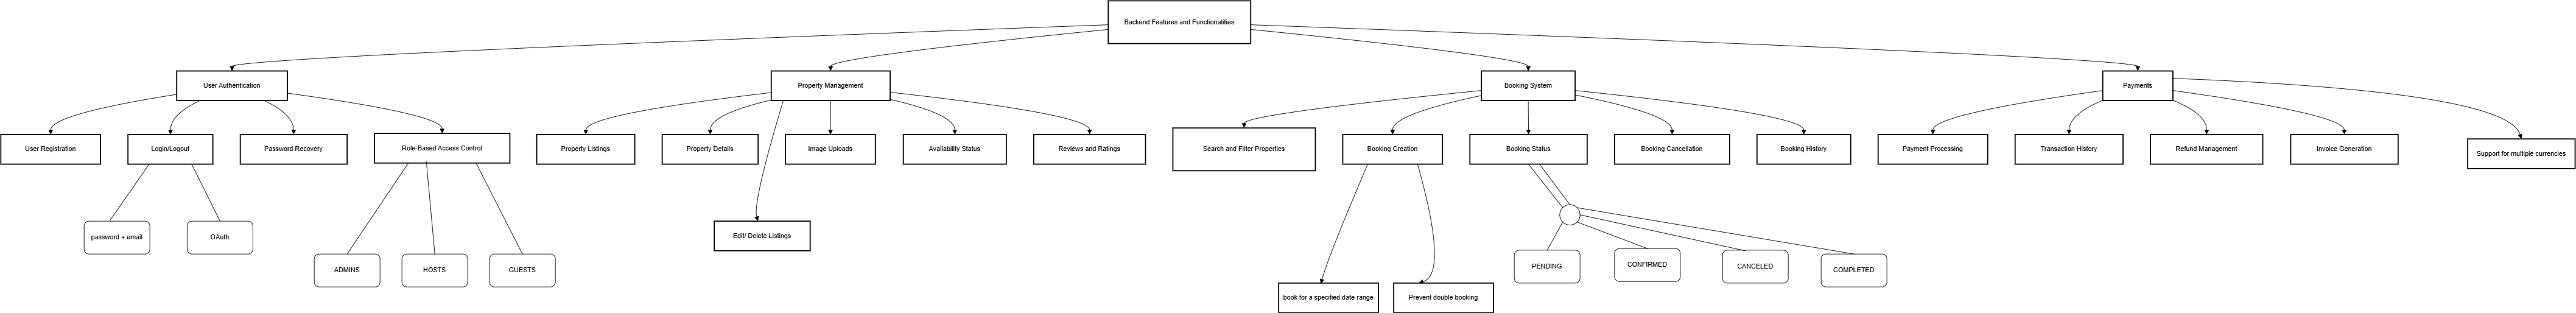 Backend Features and Functionalities
User Authentication
Property Management
Booking System
Payments
User Registration
Login/Logout
Password Recovery
Role-Based Access Control
Property Listings
Property Details
Image Uploads
Availability Status
Reviews and Ratings
Search and Filter Properties
Booking Creation
Booking Status
Booking Cancellation
Booking History
Payment Processing
Transaction History
Refund Management
Invoice Generation
Support for multiple currencies
password + email
OAuth
Edit/ Delete Listings
ADMINS
HOSTS
GUESTS
PENDING
CONFIRMED
CANCELED
COMPLETED
book for a specified date range
Prevent double booking